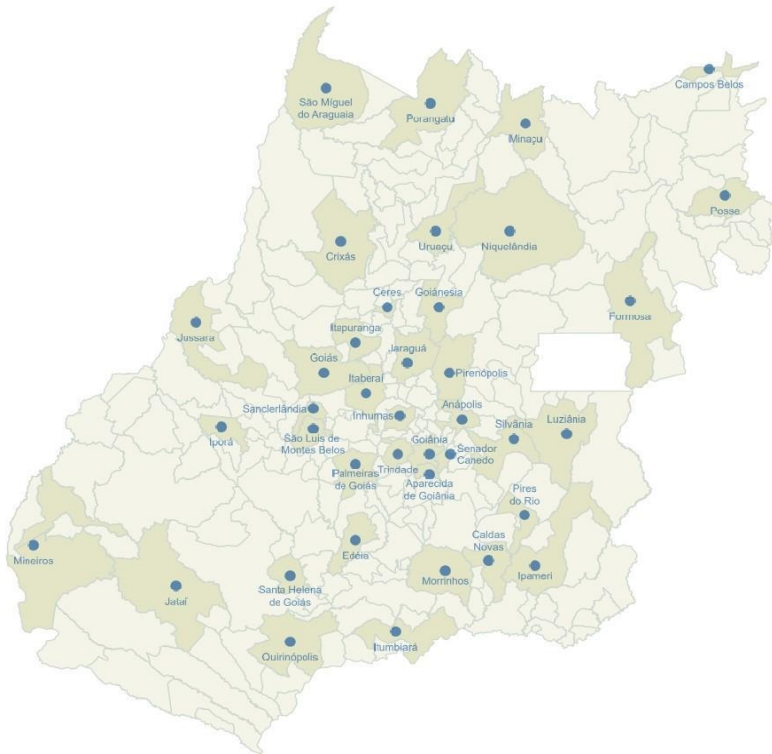 Campos Belos
São Miguel
do Araguaia
Porangatu
Minaçu
Posse
Uruaçu
Niquelândia
Crixás
Ceres
Goianésia
Formosa
Jussara
Itapuranga
Jaraguá
Goiás
Pirenópolis
Itaberaí
Sanclerlândia
Inhumas
Anápolis
Silvânia
Luziânia
Iporá
São Luis de
Montes Belos
Goiânia
Senador
Canedo
Palmeiras
de Goiás
Trindade
Aparecida
de Goiânia
Pires
do Rio
Caldas
Novas
Mineiros
Edéia
Ipameri
Morrinhos
Jataí
Santa Helena
de Goiás
Itumbiara
Quirinópolis